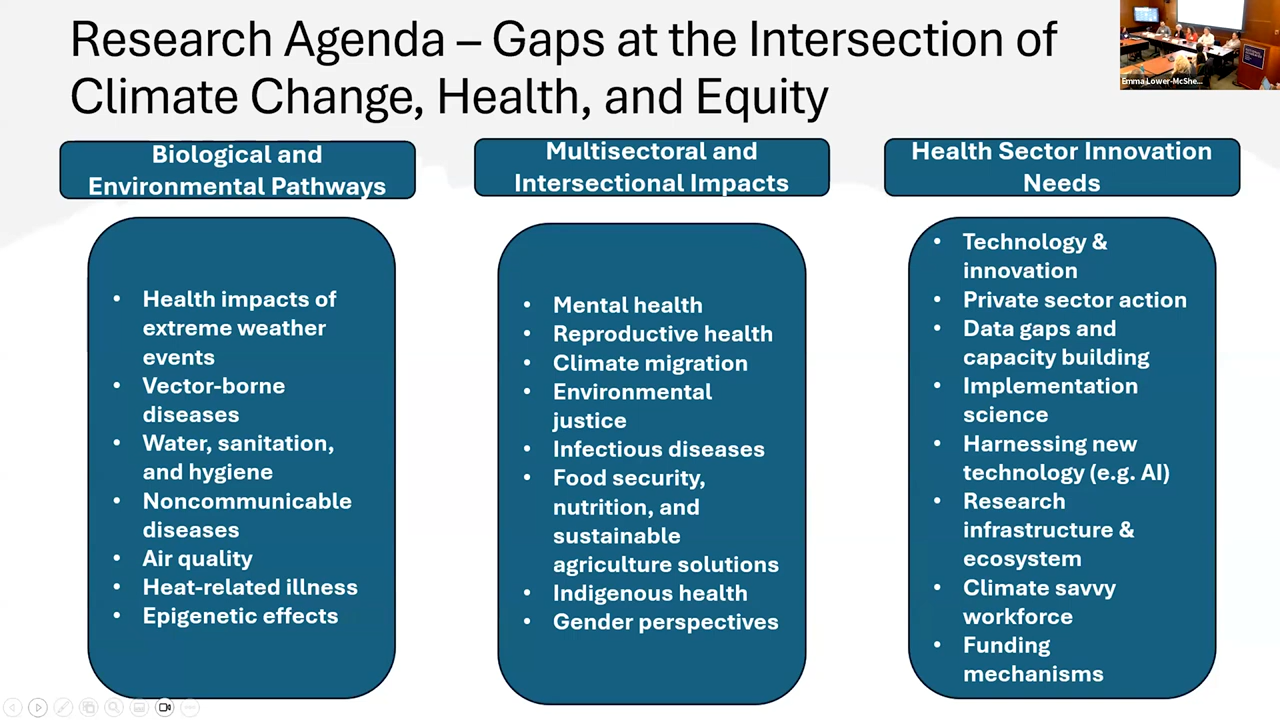 Research Agenda – Gaps at the Intersection of
Climate Change, Health, and Equity
Emma Lower-McShe...
Biological and
Environmental Pathways
• Health impacts of
extreme weather
events
• Vector-borne
diseases
• Water, sanitation,
and hygiene
• Noncommunicable
diseases
• Air quality
• Heat-related illness
• Epigenetic effects
Multisectoral and
Intersectional Impacts
• Mental health
• Reproductive health
• Climate migration
• Environmental
justice
• Infectious diseases
• Food security,
nutrition, and
sustainable
agriculture solutions
• Indigenous health
• Gender perspectives
Health Sector Innovation
Needs
• Technology &
innovation
• Private sector action
• Data gaps and
capacity building
• Implementation
science
• Harnessing new
technology (e.g. AI)
• Research
infrastructure &
ecosystem
• Climate savvy
workforce
• Funding
mechanisms